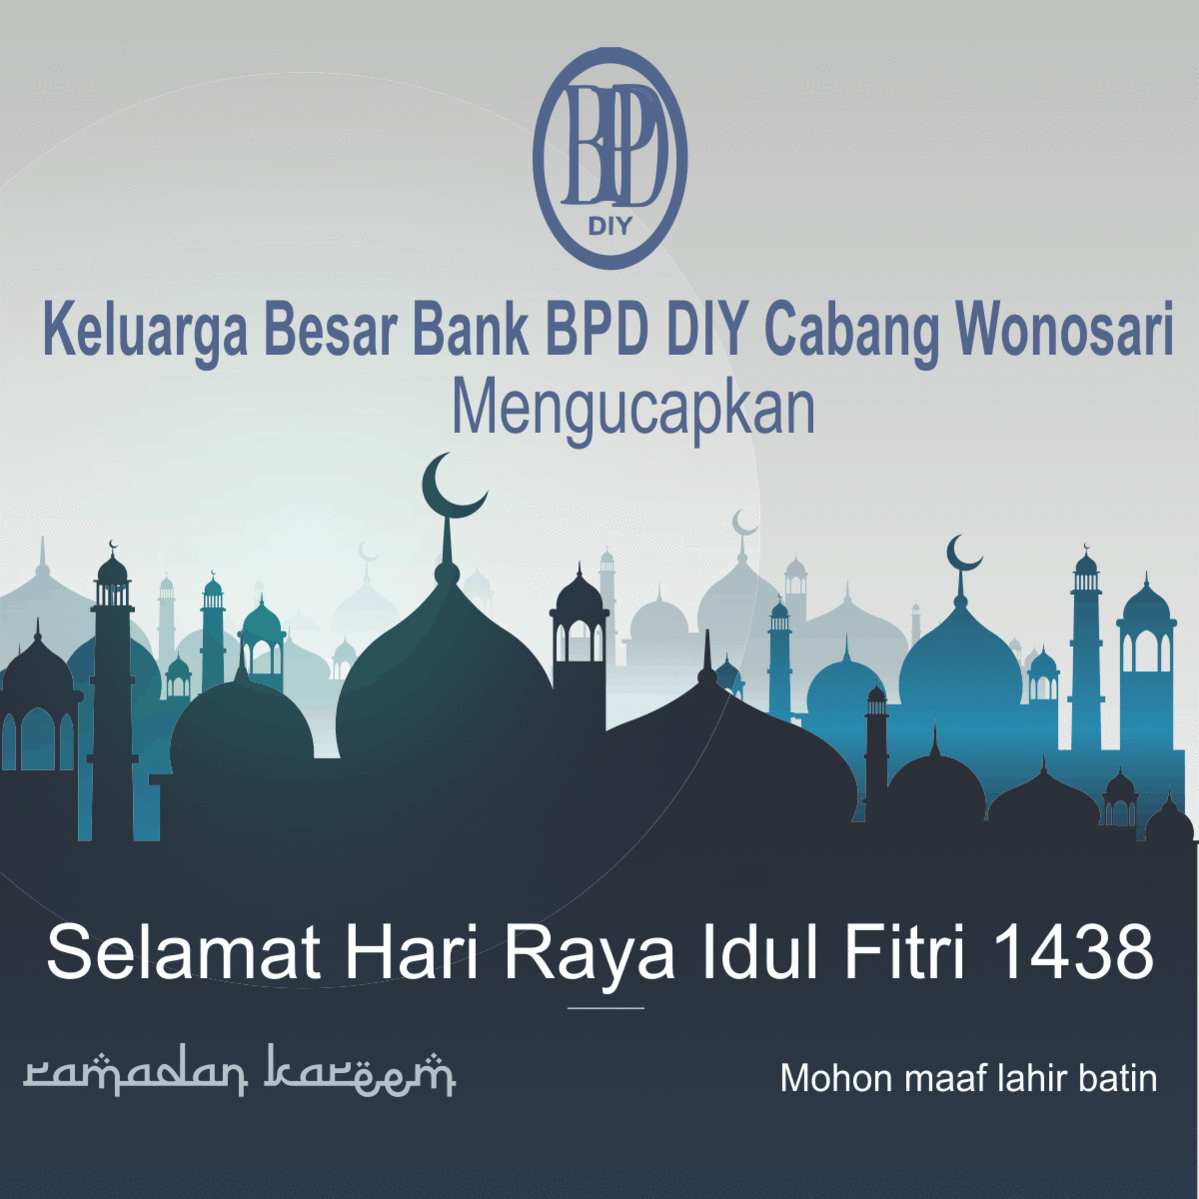 BPD
DIY
Keluarga Besar Bank BPD DIY Cabang Wonosari
Mengucapkan
Selamat Hari Raya Idul Fitri 1438
ramadan kareem
Mohon maaf lahir batin